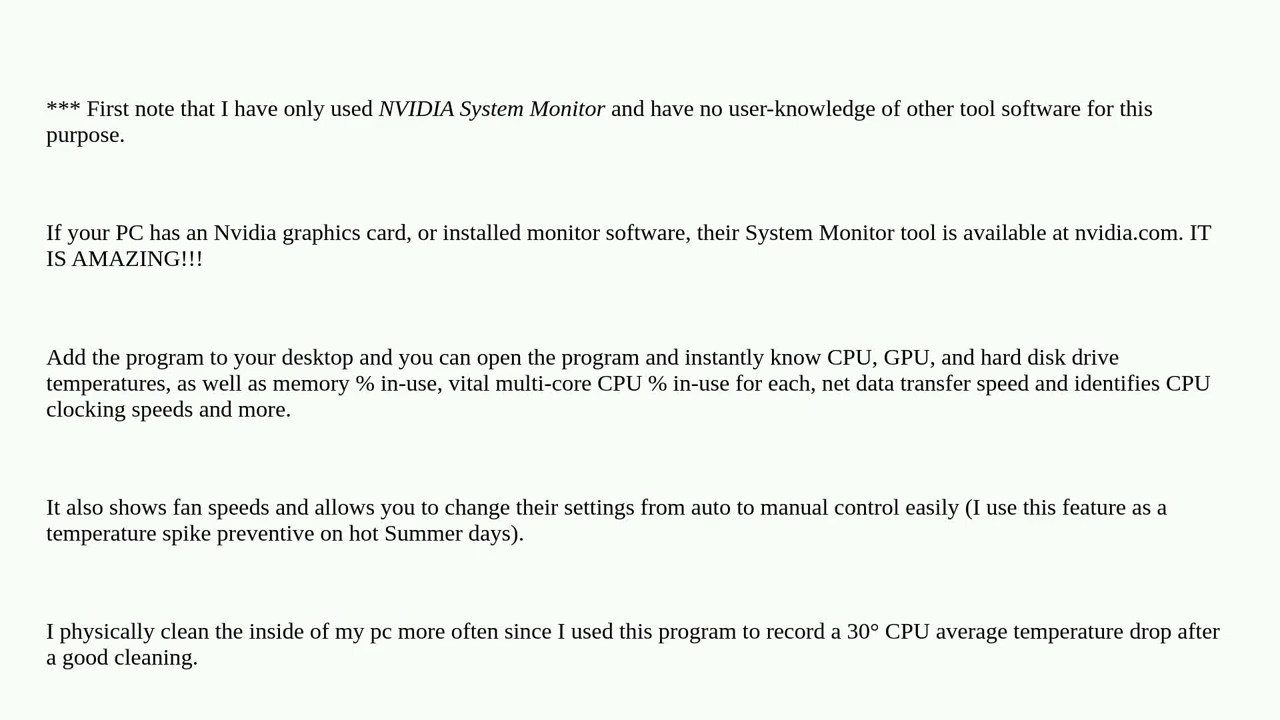 *** First note that I have only used NVIDIA System Monitor and have no user-knowledge of other tool software for this
purpose.
If your PC has an Nvidia graphics card, or installed monitor software, their System Monitor tool is available at nvidia.com. IT
IS AMAZING!!!
Add the program to your desktop and you can open the program and instantly know CPU, GPU, and hard disk drive
temperatures, as well as memory % in-use, vital multi-core CPU % in-use for each, net data transfer speed and identifies CPU
clocking speeds and more.
It also shows fan speeds and allows you to change their settings from auto to manual control easily (I use this feature as a
temperature spike preventive on hot Summer days).
I physically clean the inside of my pc more often since I used this program to record a 30° CPU average temperature drop after
a good cleaning.